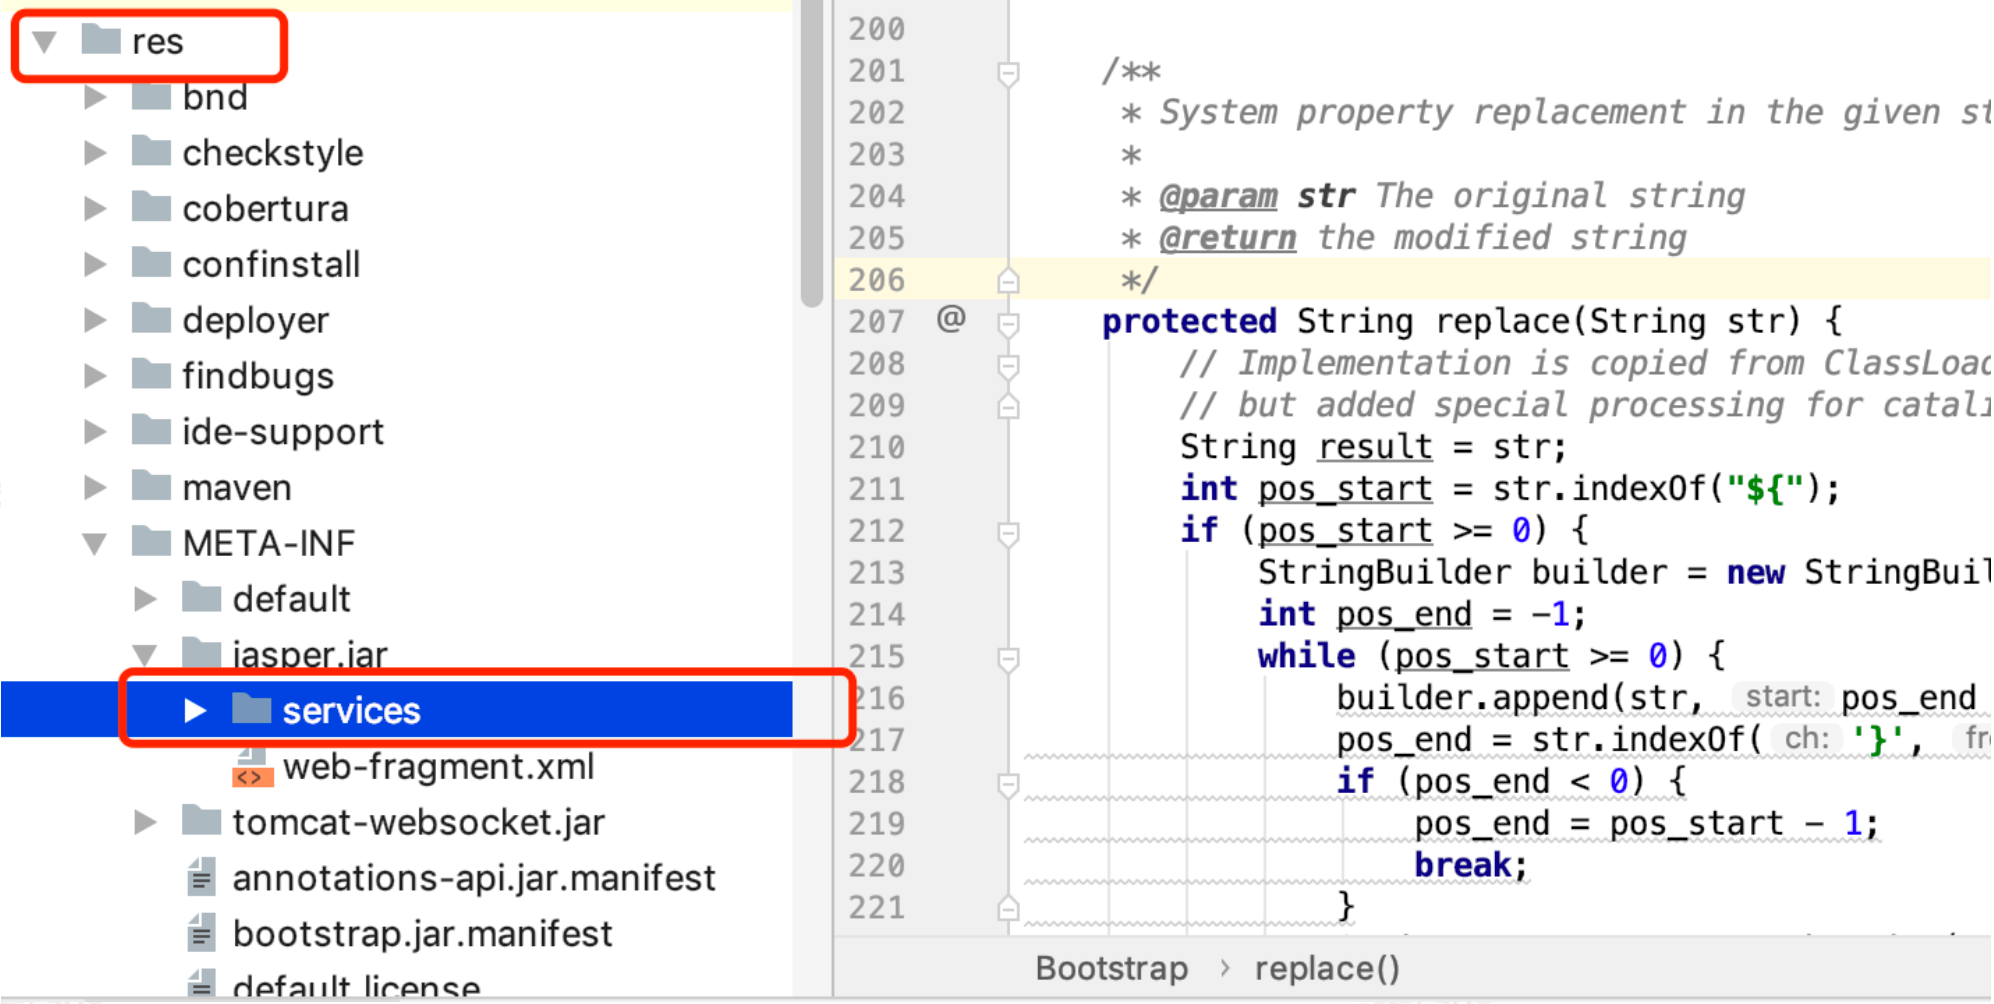 res
bnd
checkstyle
cobertura
confinstall
deployer
findbugs
ide-support
maven
META-INF
default
jasper.jar
services
web-fragment.xml
tomcat-websocket.jar
annotations-api.jar.manifest
bootstrap.jar.manifest
default.license
200
201 /**
202 * System property replacement in the given st
203 *
204 * @param str The original string
205 * @return the modified string
206 */
207 @ protected String replace(String str) {
208 // Implementation is copied from ClassLoad
209 // but added special processing for catali
210 String result = str;
211 int pos_start = str.indexOf("${");
212 if (pos_start >= 0) {
213 StringBuilder builder = new StringBuil
214 int pos_end = -1;
215 while (pos_start >= 0) {
216 builder.append(str, start: pos_end
217 pos_end = str.indexOf( ch: '}', fr
218 if (pos_end < 0) {
219 pos_end = pos_start - 1;
220 break;
221 }
Bootstrap › replace()